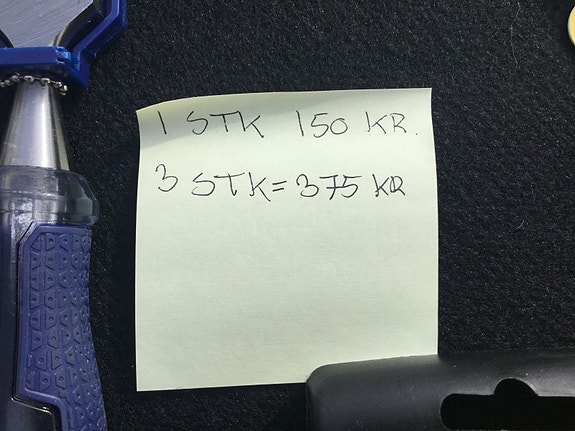 1 STK 150 KR.
3 STK = 375 KR